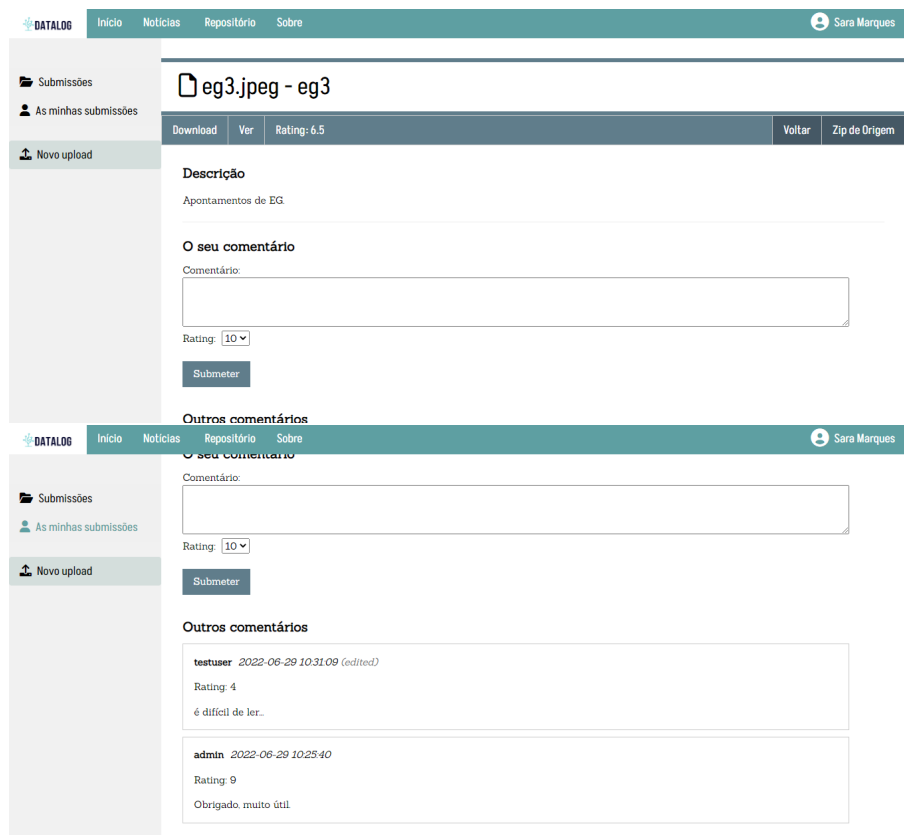 DATALOG Início Notícias Repositório Sobre Sara Marques
Submissões
As minhas submissões
Novo upload
eg3.jpeg - eg3
Download Ver Rating: 6.5 Voltar Zip de Origem
Descrição
Apontamentos de EG.
O seu comentário
Comentário:
Rating: 10
Submeter
Outros comentários
DATALOG Início Notícias Repositório Sobre Sara Marques
O seu comentário
Submissões
As minhas submissões
Novo upload
Comentário:
Rating: 10
Submeter
Outros comentários
testuser 2022-06-29 10:31:09 (edited)
Rating: 4
é difícil de ler...
admin 2022-06-29 10:25:40
Rating: 9
Obrigado, muito útil.